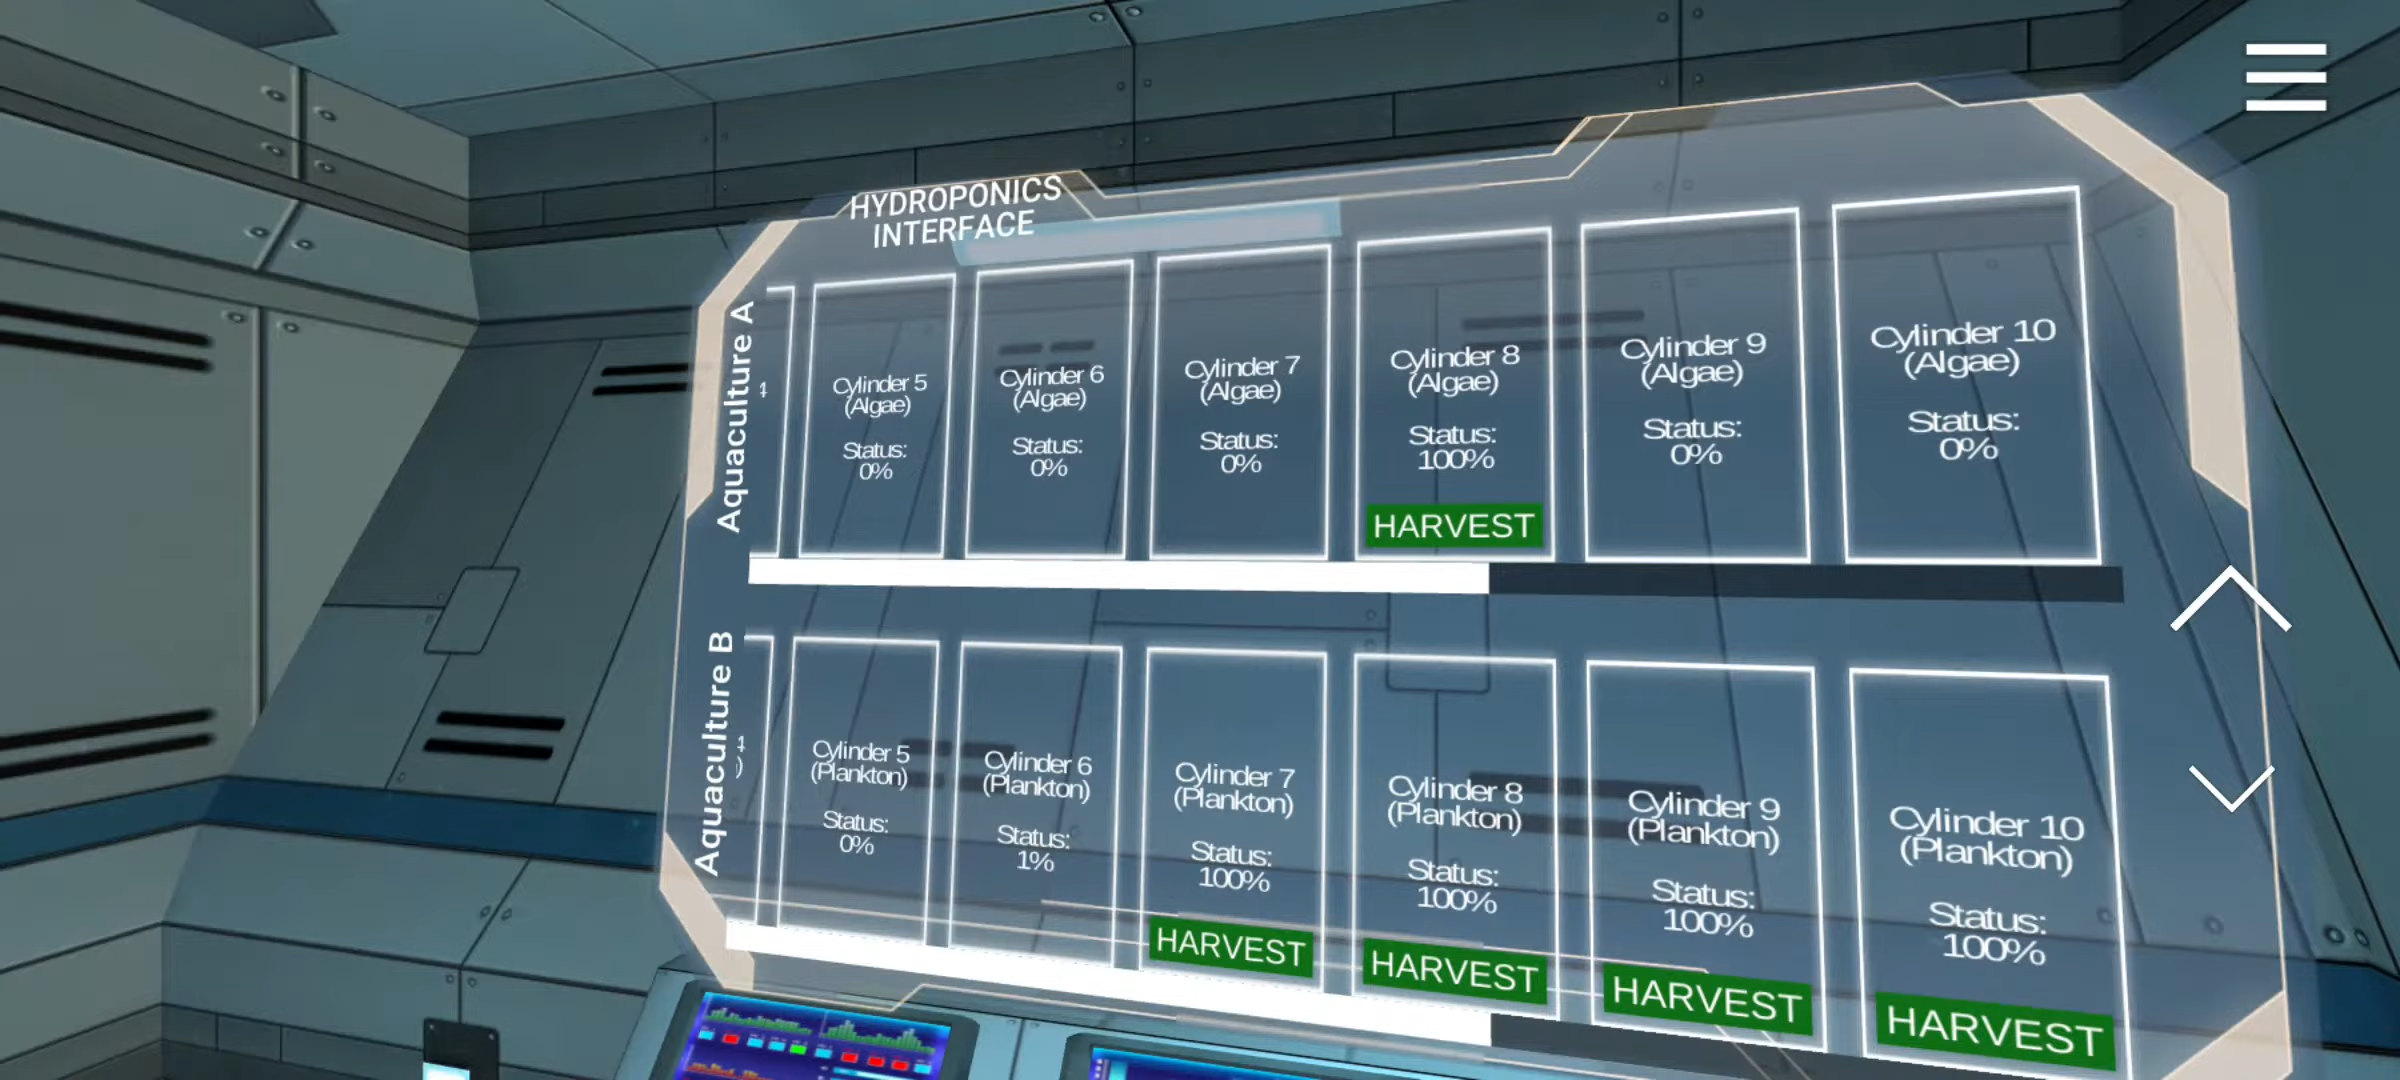 HYDROPONICS
INTERFACE
Aquaculture A
4
Cylinder 5
(Algae)
Status:
0%
Cylinder 6
(Algae)
Status:
0%
Cylinder 7
(Algae)
Status:
0%
Cylinder 8
(Algae)
Status:
100%
HARVEST
Cylinder 9
(Algae)
Status:
0%
Cylinder 10
(Algae)
Status:
0%
Aquaculture B
4
)
Cylinder 5
(Plankton)
Status:
0%
Cylinder 6
(Plankton)
Status:
1%
Cylinder 7
(Plankton)
Status:
100%
HARVEST
Cylinder 8
(Plankton)
Status:
100%
HARVEST
Cylinder 9
(Plankton)
Status:
100%
HARVEST
Cylinder 10
(Plankton)
Status:
100%
HARVEST